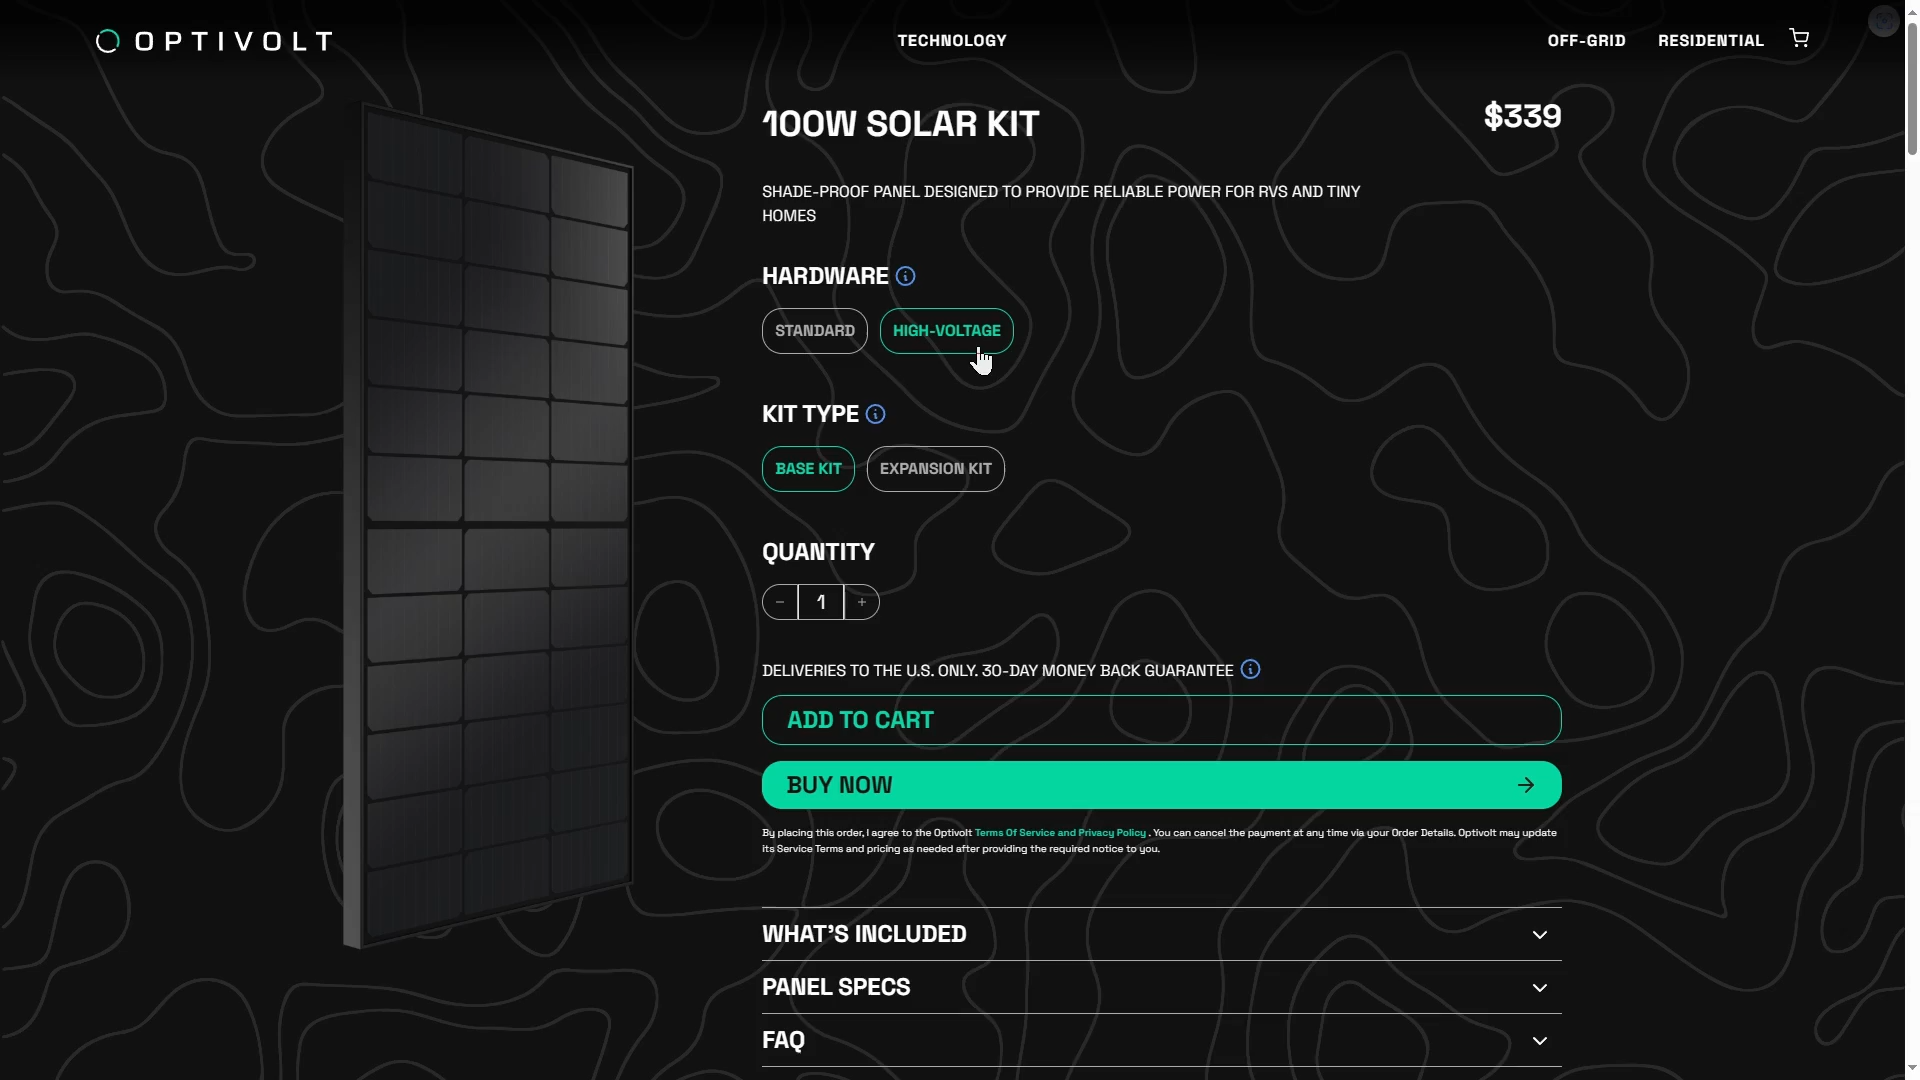 OPTIVOLT
TECHNOLOGY
OFF-GRID
RESIDENTIAL
100W SOLAR KIT
$339
SHADE-PROOF PANEL DESIGNED TO PROVIDE RELIABLE POWER FOR RVS AND TINY
HOMES
HARDWARE
STANDARD
HIGH-VOLTAGE
KIT TYPE
BASE KIT
EXPANSION KIT
QUANTITY
- 1 +
DELIVERIES TO THE U.S. ONLY. 30-DAY MONEY BACK GUARANTEE
ADD TO CART
BUY NOW
By placing this order, I agree to the Optivolt Terms Of Service and Privacy Policy . You can cancel the payment at any time via your Order Details. Optivolt may update
its Service Terms and pricing as needed after providing the required notice to you.
WHAT'S INCLUDED
PANEL SPECS
FAQ